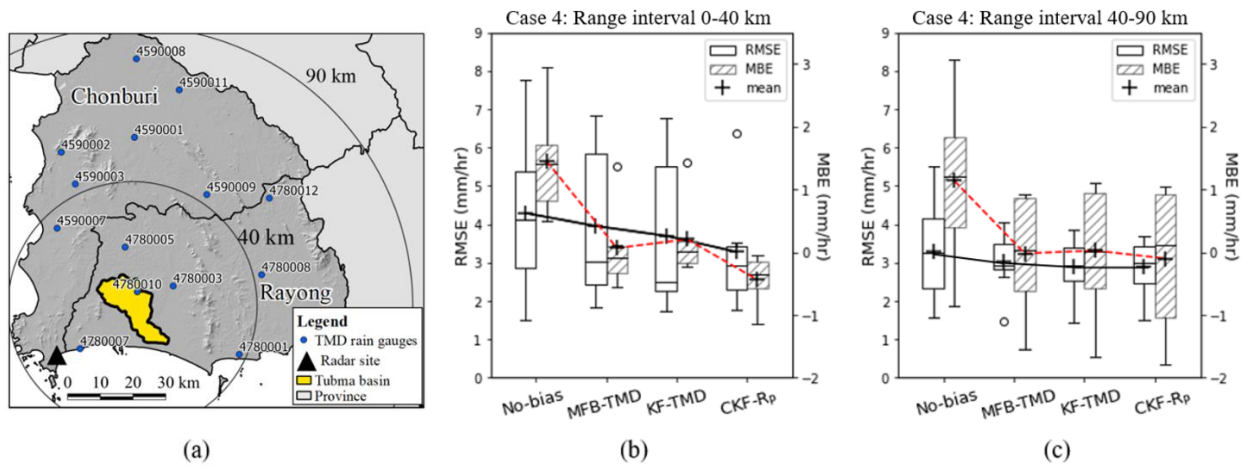 4590008
90 km
4590011
Chonburi
4590001
4590002
4590003
4590009
4780012
4590007
40 km
4780005
4780008
4780010
4780003
Rayong
Legend
TMD rain gauges
Radar site
Tubma basin
Province
4780007
4780001
0 10 20 30 km
(a)
Case 4: Range interval 0-40 km
RMSE (mm/hr)
9
8
7
6
5
4
3
2
1
0
RMSE
MBE
mean
3
2
1
0
−1
−2
MBE (mm/hr)
No-bias
MFB-TMD
KF-TMD
CKF-Rₚ
(b)
Case 4: Range interval 40-90 km
RMSE (mm/hr)
9
8
7
6
5
4
3
2
1
0
RMSE
MBE
mean
3
2
1
0
−1
−2
MBE (mm/hr)
No-bias
MFB-TMD
KF-TMD
CKF-Rₚ
(c)